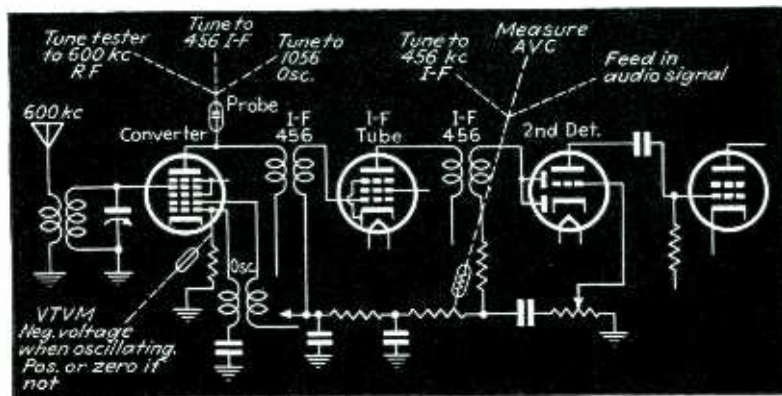 Tune tester
to 600 kc
RF
Tune to
456 I-F
Tune to
1056
Osc.
Tune to
456 kc
I-F
Measure
AVC
Feed in
audio signal
600 kc
Probe
Converter
I-F
456
I-F
Tube
I-F
456
2nd Det.
Osc.
VTVM
Neg. voltage
when oscillating.
Pos. or zero if
not